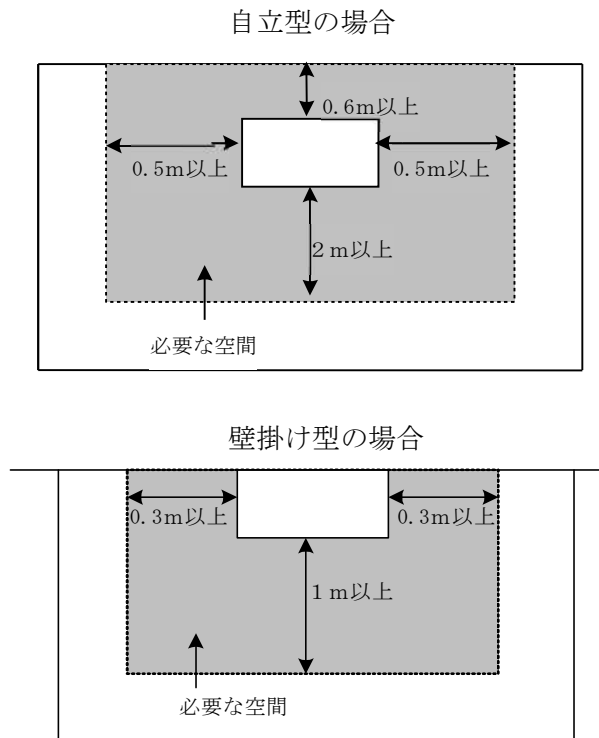 自立型の場合
0.6m以上
0.5m以上
0.5m以上
2m以上
必要な空間
壁掛け型の場合
0.3m以上
0.3m以上
1m以上
必要な空間